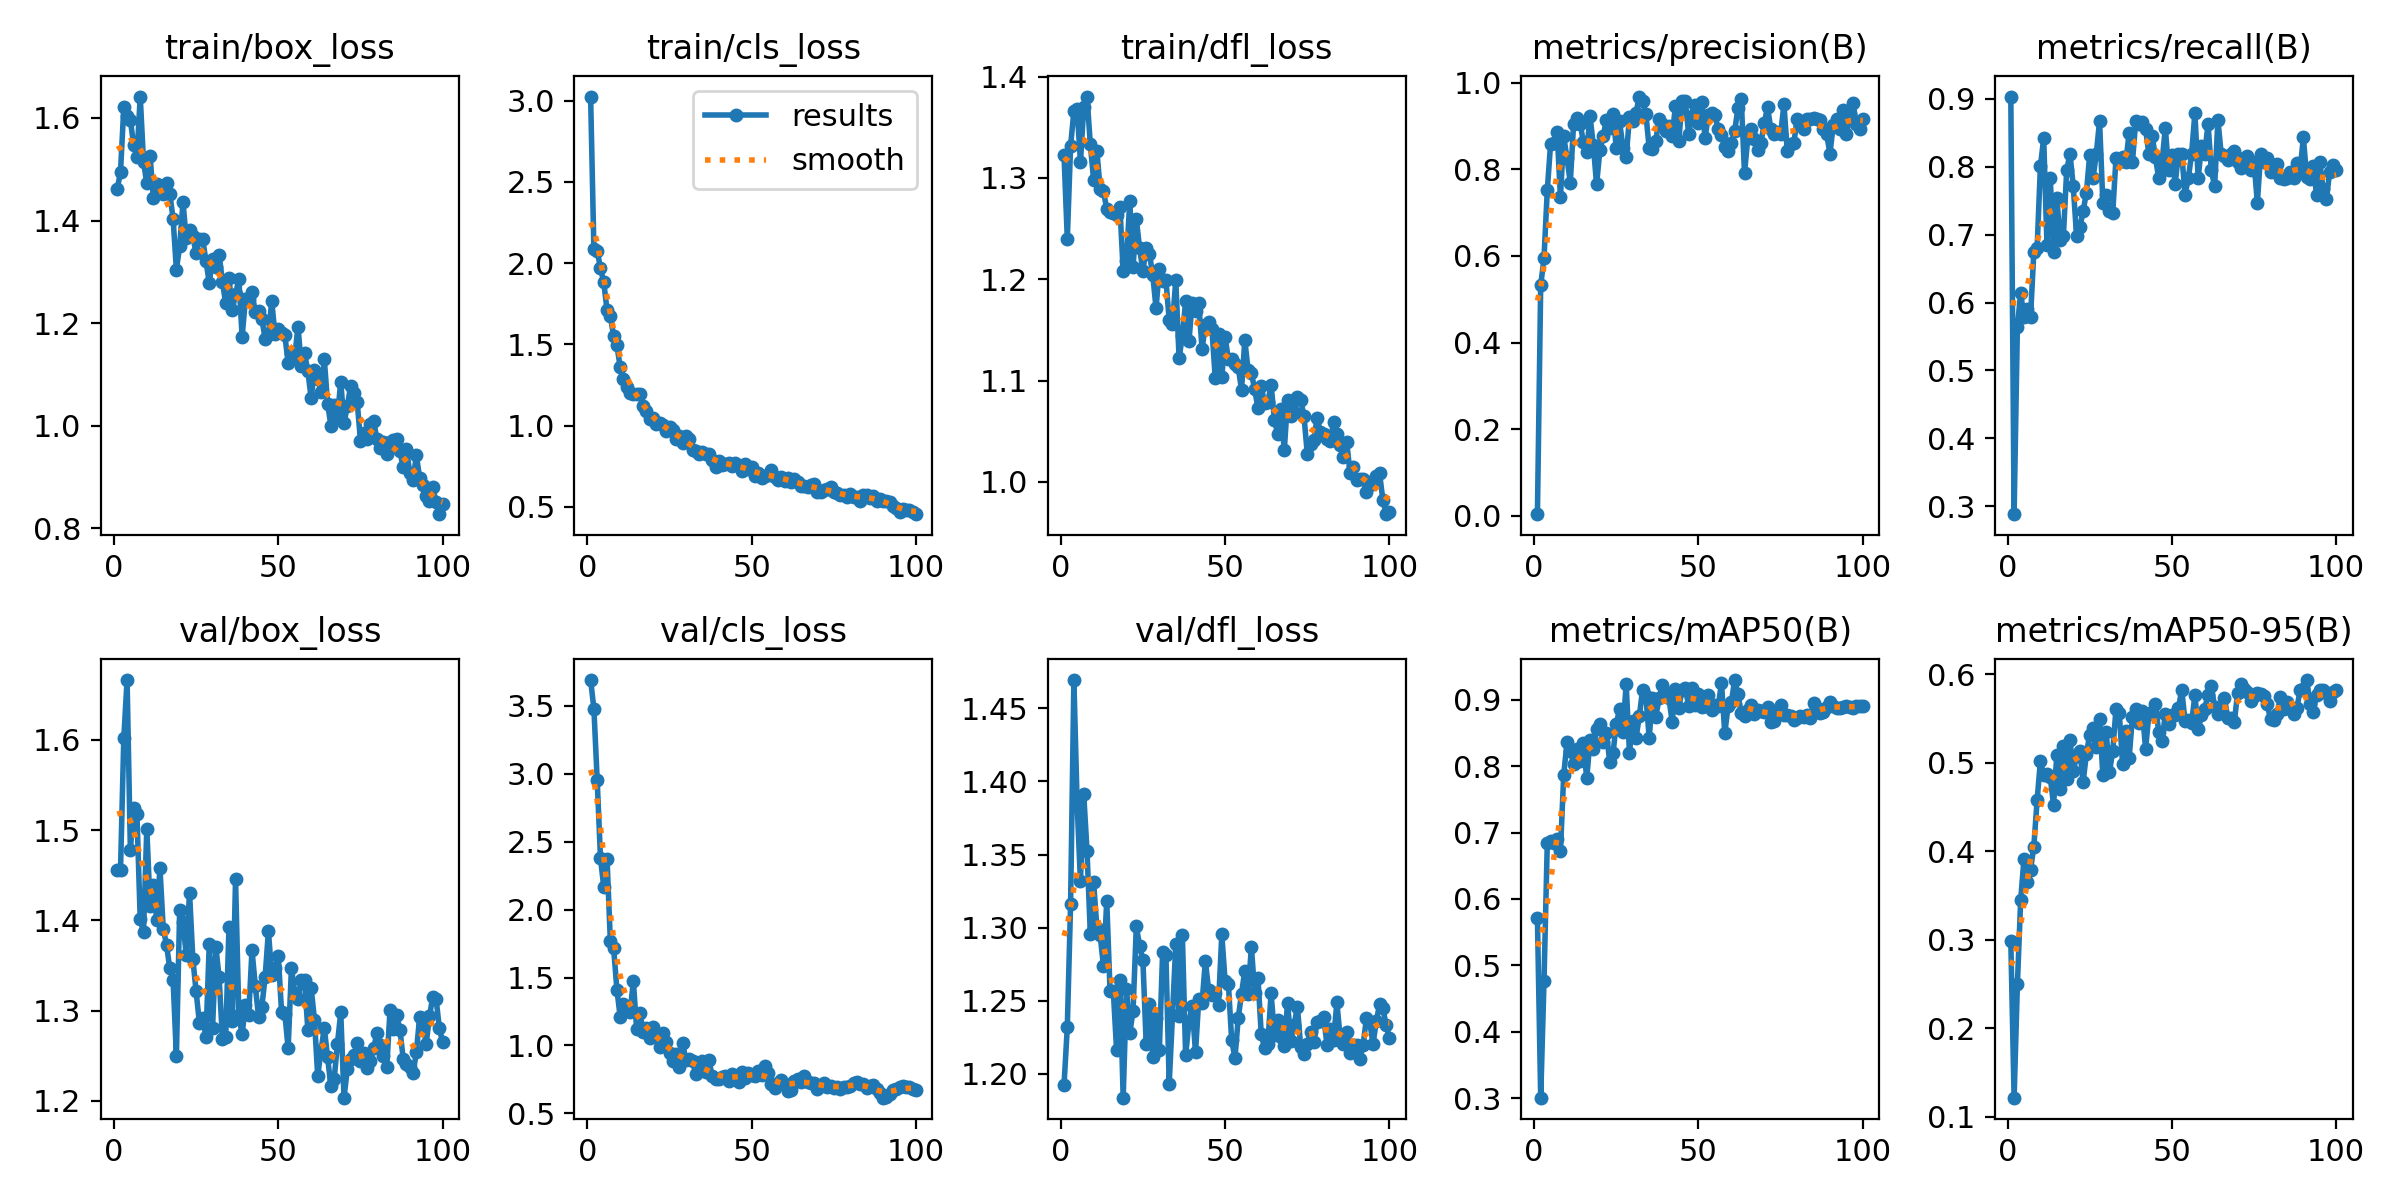 train/box_loss
1.6
1.4
1.2
1.0
0.8
0 50 100
train/cls_loss
3.0
2.5
2.0
1.5
1.0
0.5
results
smooth
0 50 100
train/dfl_loss
1.4
1.3
1.2
1.1
1.0
0 50 100
metrics/precision(B)
1.0
0.8
0.6
0.4
0.2
0.0
0 50 100
metrics/recall(B)
0.9
0.8
0.7
0.6
0.5
0.4
0.3
0 50 100
val/box_loss
1.6
1.5
1.4
1.3
1.2
0 50 100
val/cls_loss
3.5
3.0
2.5
2.0
1.5
1.0
0.5
0 50 100
val/dfl_loss
1.45
1.40
1.35
1.30
1.25
1.20
0 50 100
metrics/mAP50(B)
0.9
0.8
0.7
0.6
0.5
0.4
0.3
0 50 100
metrics/mAP50-95(B)
0.6
0.5
0.4
0.3
0.2
0.1
0 50 100